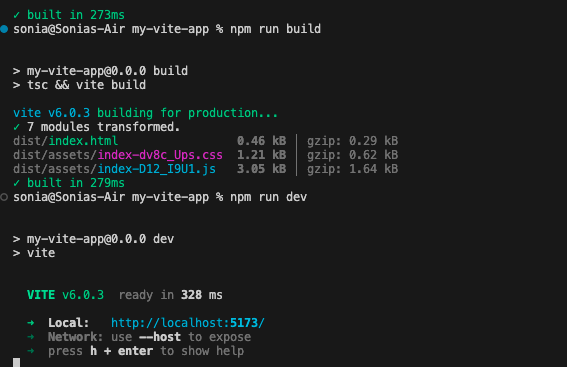 ✓ built in 273ms
sonia@Sonias-Air my-vite-app % npm run build
> my-vite-app@0.0.0 build
> tsc && vite build
vite v6.0.3 building for production...
✓ 7 modules transformed.
dist/index.html 0.46 kB │ gzip: 0.29 kB
dist/assets/index-dv8c_Ups.css 1.21 kB │ gzip: 0.62 kB
dist/assets/index-D12_I9U1.js 3.05 kB │ gzip: 1.64 kB
✓ built in 279ms
sonia@Sonias-Air my-vite-app % npm run dev
> my-vite-app@0.0.0 dev
> vite
VITE v6.0.3 ready in 328 ms
➜ Local: http://localhost:5173/
➜ Network: use --host to expose
➜ press h + enter to show help